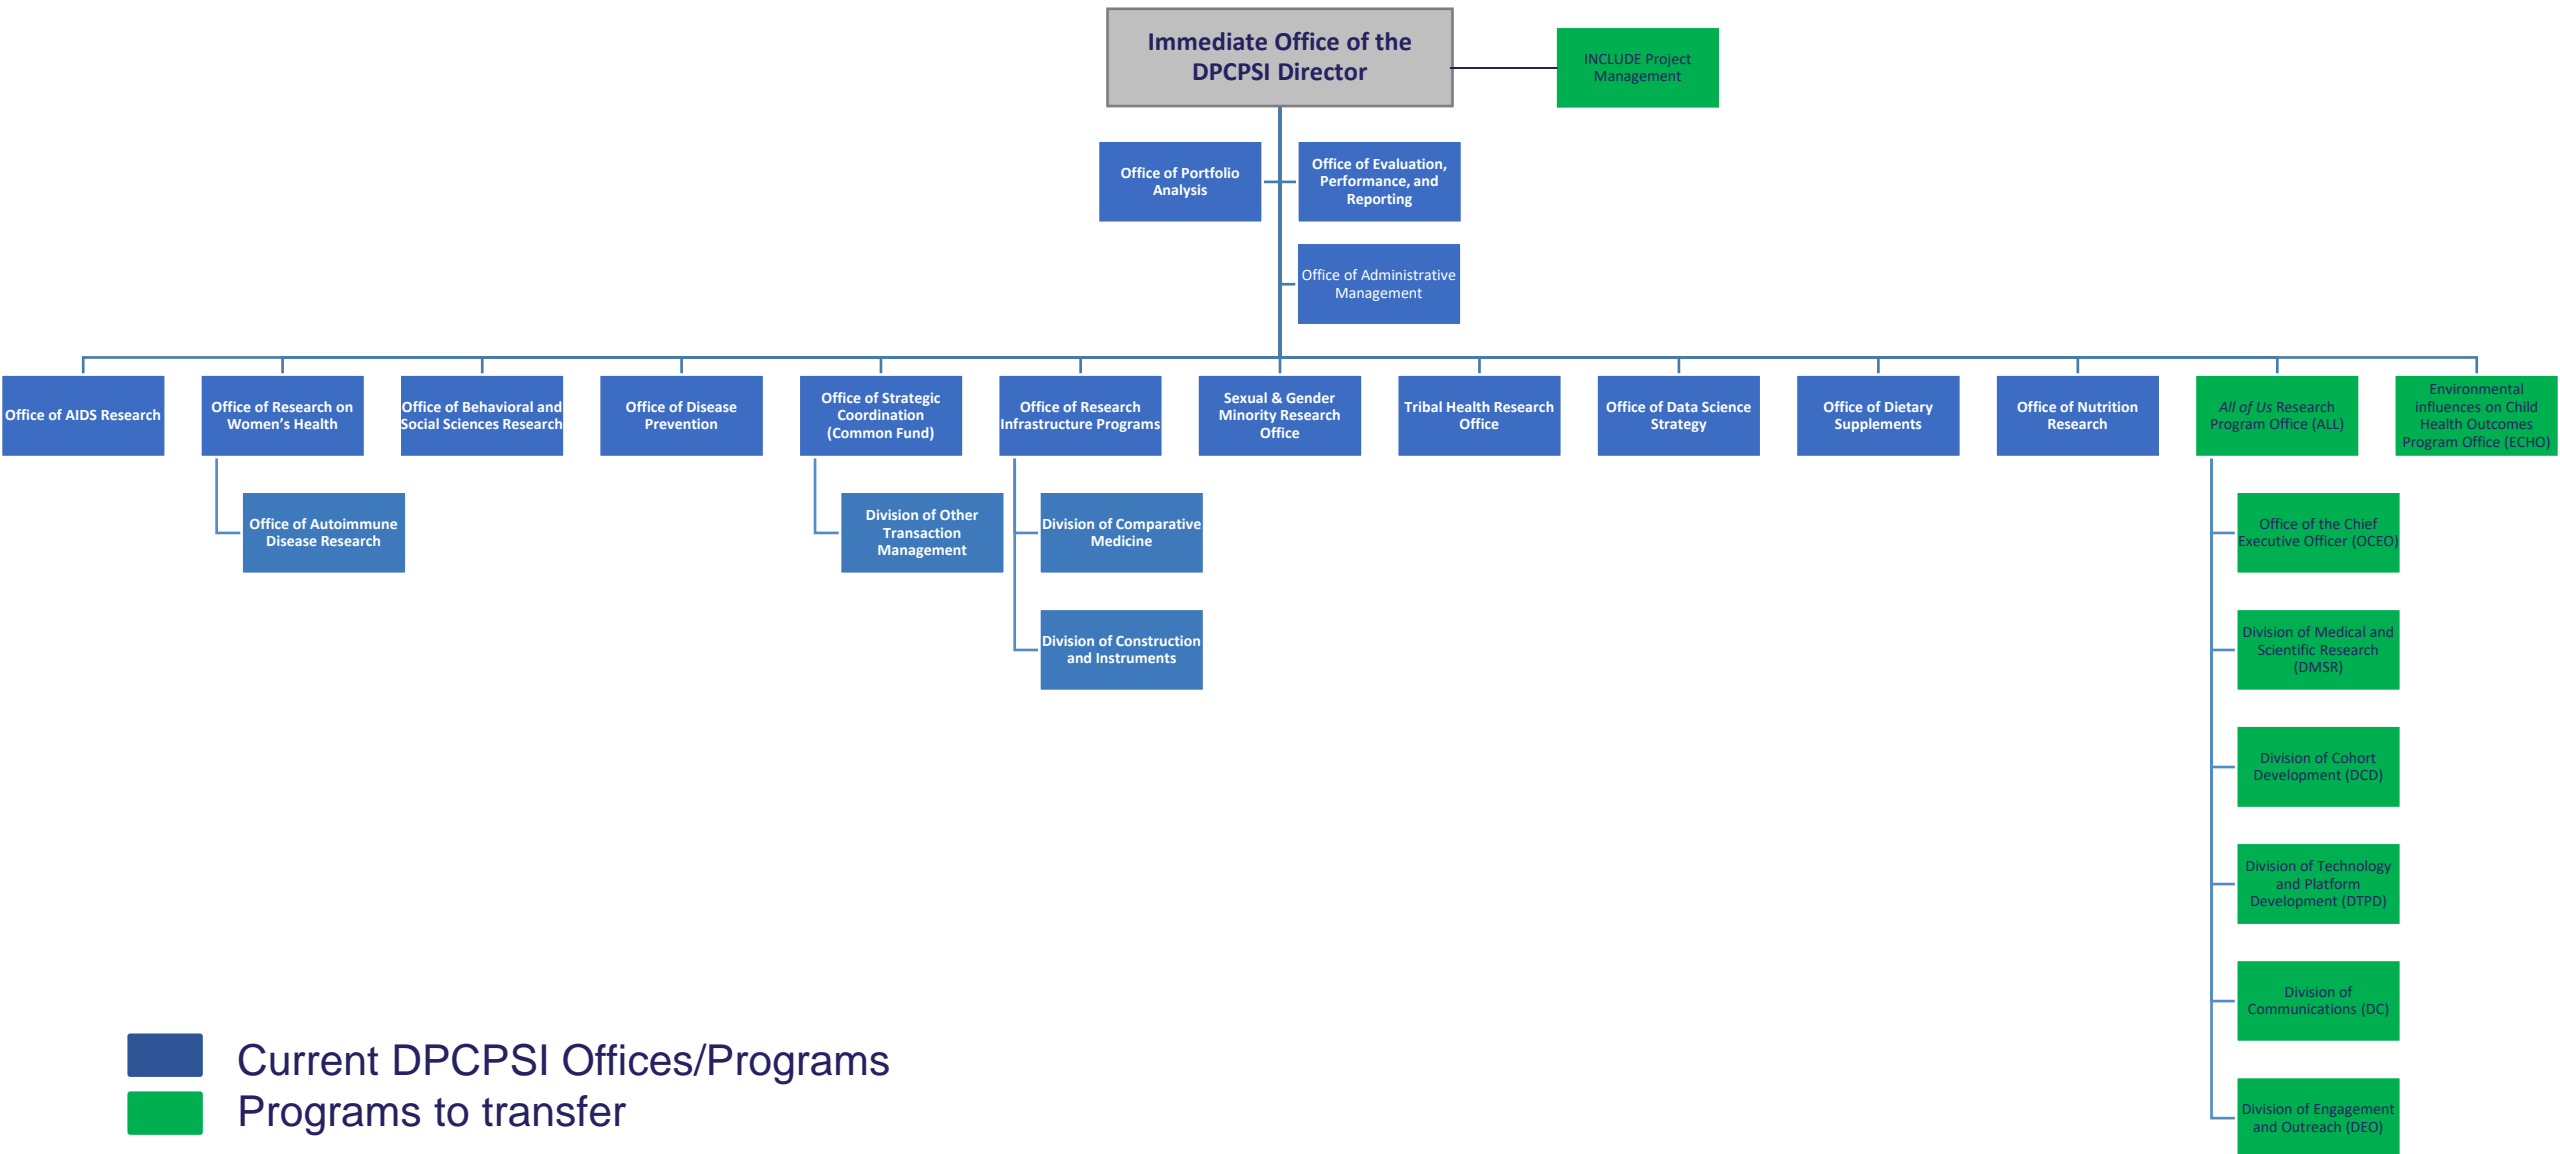 Immediate Office of the
DPCPSI Director
INCLUDE Project
Management
Office of Portfolio
Analysis
Office of Evaluation,
Performance, and
Reporting
Office of Administrative
Management
Office of AIDS Research
Office of Research on
Women's Health
Office of Behavioral and
Social Sciences Research
Office of Disease
Prevention
Office of Strategic
Coordination
(Common Fund)
Office of Research
Infrastructure Programs
Sexual & Gender
Minority Research
Office
Tribal Health Research
Office
Office of Data Science
Strategy
Office of Dietary
Supplements
Office of Nutrition
Research
All of Us Research
Program Office (ALL)
Environmental
influences on Child
Health Outcomes
Program Office (ECHO)
Office of Autoimmune
Disease Research
Division of Other
Transaction
Management
Division of Comparative
Medicine
Division of Construction
and Instruments
Office of the Chief
Executive Officer (OCEO)
Division of Medical and
Scientific Research
(DMSR)
Division of Cohort
Development (DCD)
Division of Technology
and Platform
Development (DTPD)
Division of
Communications (DC)
Division of Engagement
and Outreach (DEO)
Current DPCPSI Offices/Programs
Programs to transfer